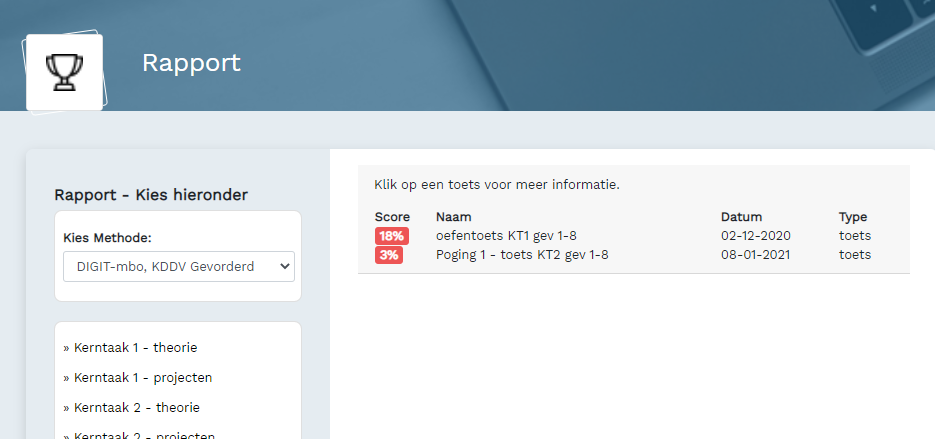 Rapport
Rapport - Kies hieronder
Kies Methode:
DIGIT-mbo, KDDV Gevorderd
» Kerntaak 1 - theorie
» Kerntaak 1 - projecten
» Kerntaak 2 - theorie
» Kerntaak 2 - projecten
Klik op een toets voor meer informatie.
Score Naam Datum Type
18% oefentoets KT1 gev 1-8 02-12-2020 toets
3% Poging 1 - toets KT2 gev 1-8 08-01-2021 toets